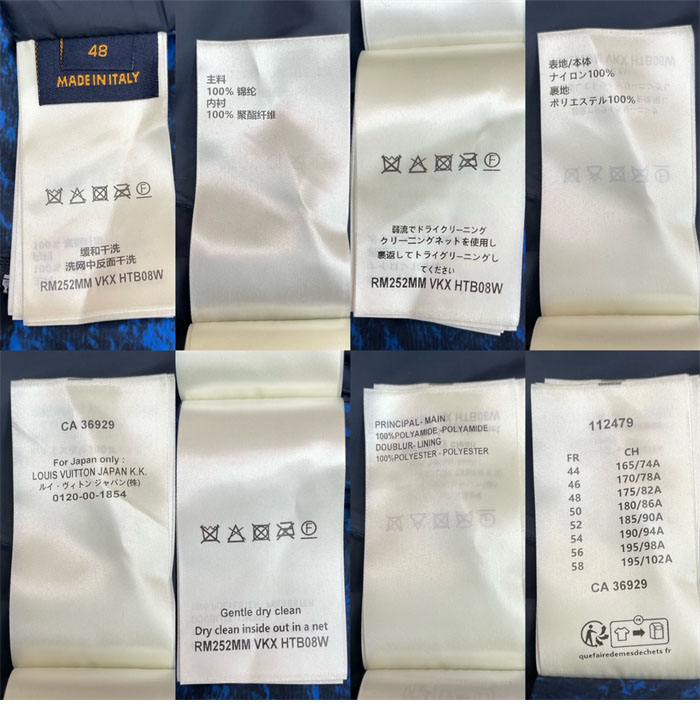 48
MADE IN ITALY
缓和干洗
洗网中反面干洗
RM252MM VKX HTB08W
主料
100% 锦纶
内衬
100% 聚酯纤维
弱流でドライクリーニング
クリーニングネットを使用し
裏返してドライクリーニングし
てください
RM252MM VKX HTB08W
表地/本体
ナイロン100%
裏地
ポリエステル100%
CA 36929
For Japan only :
LOUIS VUITTON JAPAN K.K.
ルイ・ヴィトン ジャパン(株)
0120-00-1854
F
Gentle dry clean
Dry clean inside out in a net
RM252MM VKX HTB08W
PRINCIPAL- MAIN
100%POLYAMIDE -POLYAMIDE
DOUBLUR- LINING
100%POLYESTER - POLYESTER
112479
FR CH
44 165/74A
46 170/78A
48 175/82A
50 180/86A
52 185/90A
54 190/94A
56 195/98A
58 195/102A
CA 36929
FR
quefairedemesdechets.fr